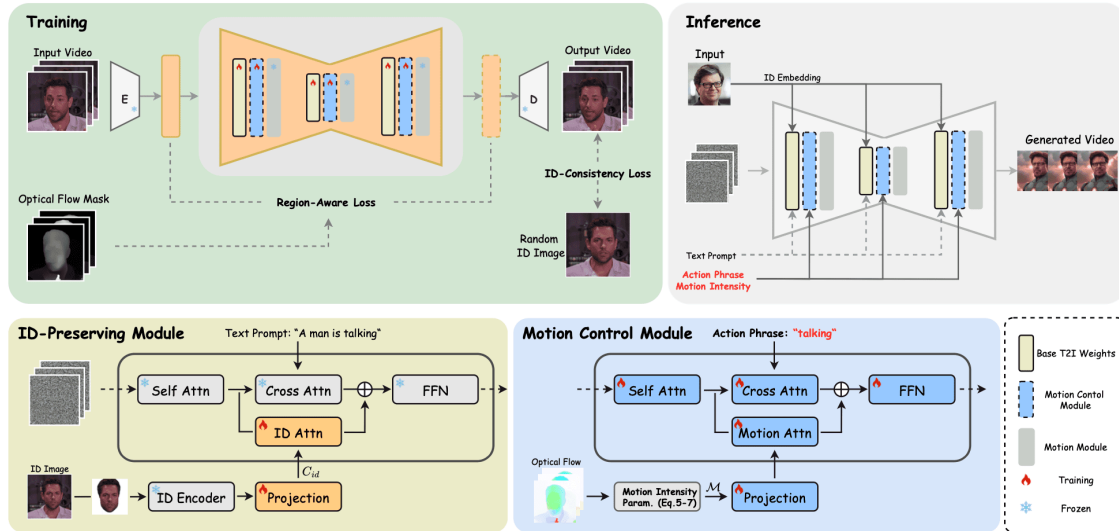 Training
Input Video
Output Video
E
D
Optical Flow Mask
Region-Aware Loss
ID-Consistency Loss
Random
ID Image
Inference
Input
ID Embedding
Generated Video
Text Prompt
Action Phrase
Motion Intensity
ID-Preserving Module
Text Prompt: “A man is talking“
Self Attn
Cross Attn
FFN
ID Attn
C_id
ID Image
ID Encoder
Projection
Motion Control Module
Action Phrase: “talking”
Self Attn
Cross Attn
FFN
Motion Attn
Optical Flow
Motion Intensity
Param. (Eq.5-7)
M
Projection
Base T2I Weights
Motion Contol
Module
Motion Module
Training
Frozen